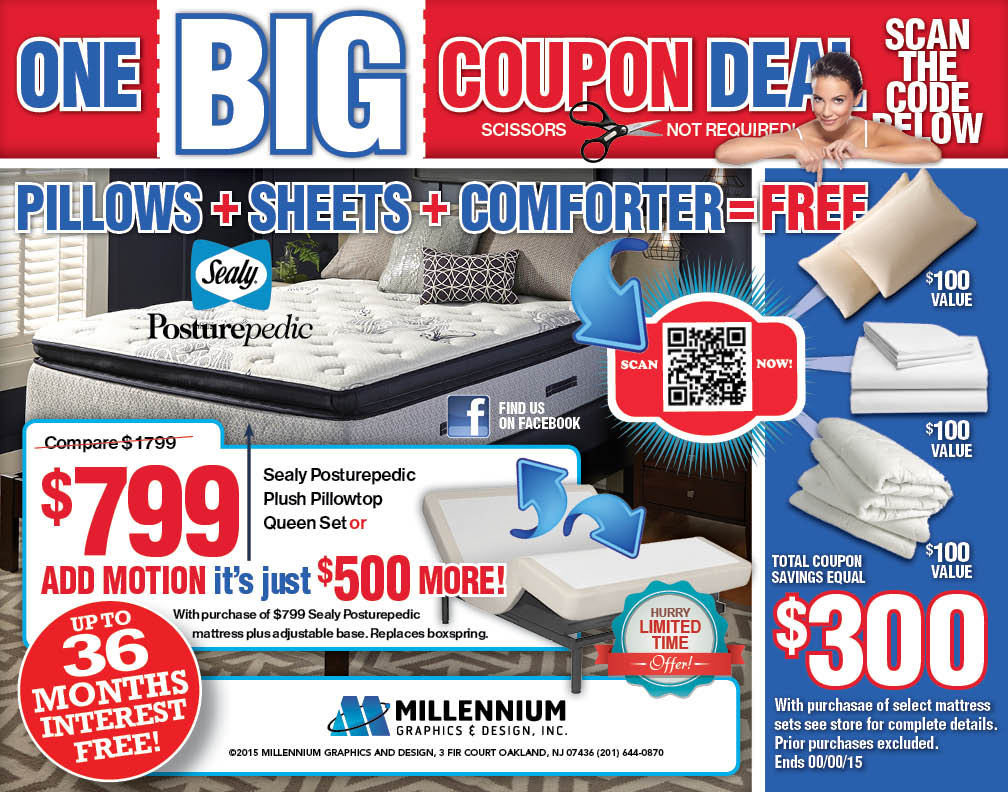 ONE BIG COUPON DEAL
SCISSORS NOT REQUIRED!
SCAN
THE
CODE
BELOW
PILLOWS + SHEETS + COMFORTER = FREE
Sealy
Posturepedic
SCAN NOW!
$100
VALUE
$100
VALUE
$100
VALUE
f FIND US
ON FACEBOOK
Compare $1799
$799
Sealy Posturepedic
Plush Pillowtop
Queen Set or
ADD MOTION it's just $500 MORE!
With purchase of $799 Sealy Posturepedic
mattress plus adjustable base. Replaces boxspring.
UP TO
36
MONTHS
INTEREST
FREE!
HURRY
LIMITED
TIME
Offer!
TOTAL COUPON
SAVINGS EQUAL
$300
With purchasae of select mattress
sets see store for complete details.
Prior purchases excluded.
Ends 00/00/15
MILLENNIUM
GRAPHICS & DESIGN, INC.
©2015 MILLENNIUM GRAPHICS AND DESIGN, 3 FIR COURT OAKLAND, NJ 07436 (201) 644-0870